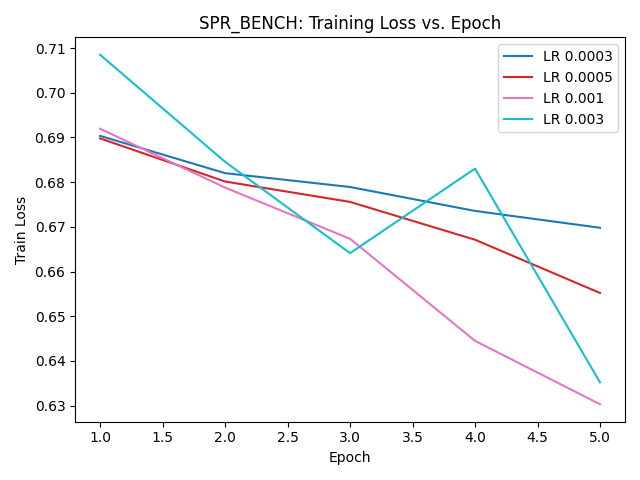 SPR_BENCH: Training Loss vs. Epoch
Train Loss
0.71
0.70
0.69
0.68
0.67
0.66
0.65
0.64
0.63
LR 0.0003
LR 0.0005
LR 0.001
LR 0.003
1.0 1.5 2.0 2.5 3.0 3.5 4.0 4.5 5.0
Epoch